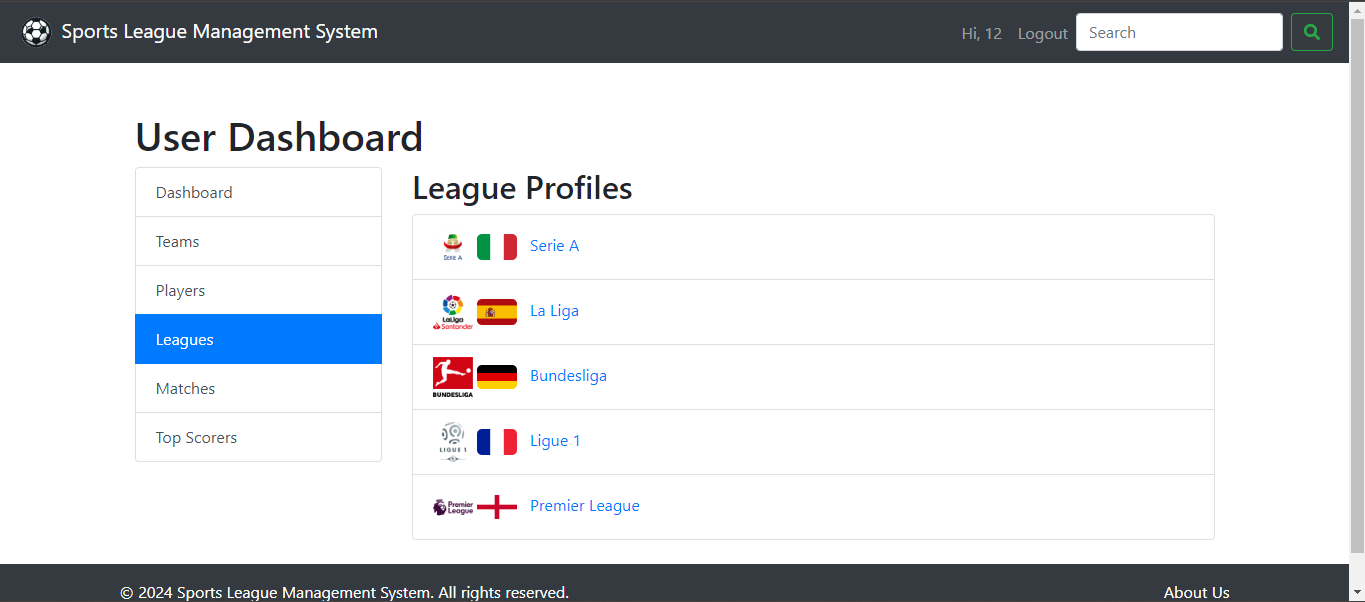 Sports League Management System
Hi, 12 Logout Search
User Dashboard
Dashboard
Teams
Players
Leagues
Matches
Top Scorers
League Profiles
SERIE A Serie A
LaLiga
Santander La Liga
BUNDESLIGA Bundesliga
LIGUE 1 Ligue 1
Premier
League Premier League
© 2024 Sports League Management System. All rights reserved. About Us